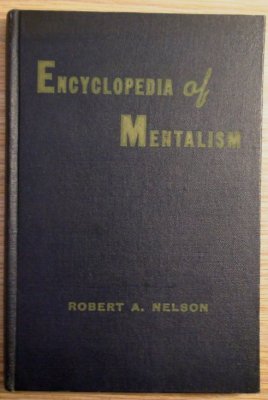 ENCYCLOPEDIA of
MENTALISM
ROBERT A. NELSON